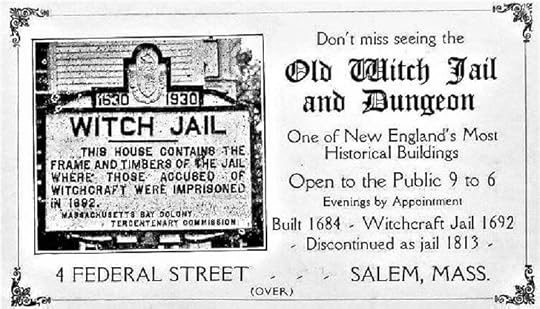 1630 1930
WITCH JAIL
THIS HOUSE CONTAINS THE
FRAME AND TIMBERS OF THE JAIL
WHERE THOSE ACCUSED OF
WITCHCRAFT WERE IMPRISONED
IN 1692.
MASSACHUSETTS BAY COLONY
TERCENTENARY COMMISSION
Don't miss seeing the
Old Witch Jail
and Dungeon
One of New England's Most
Historical Buildings
Open to the Public 9 to 6
Evenings by Appointment
Built 1684 - Witchcraft Jail 1692
- Discontinued as jail 1813 -
4 FEDERAL STREET - - - SALEM, MASS.
(OVER)